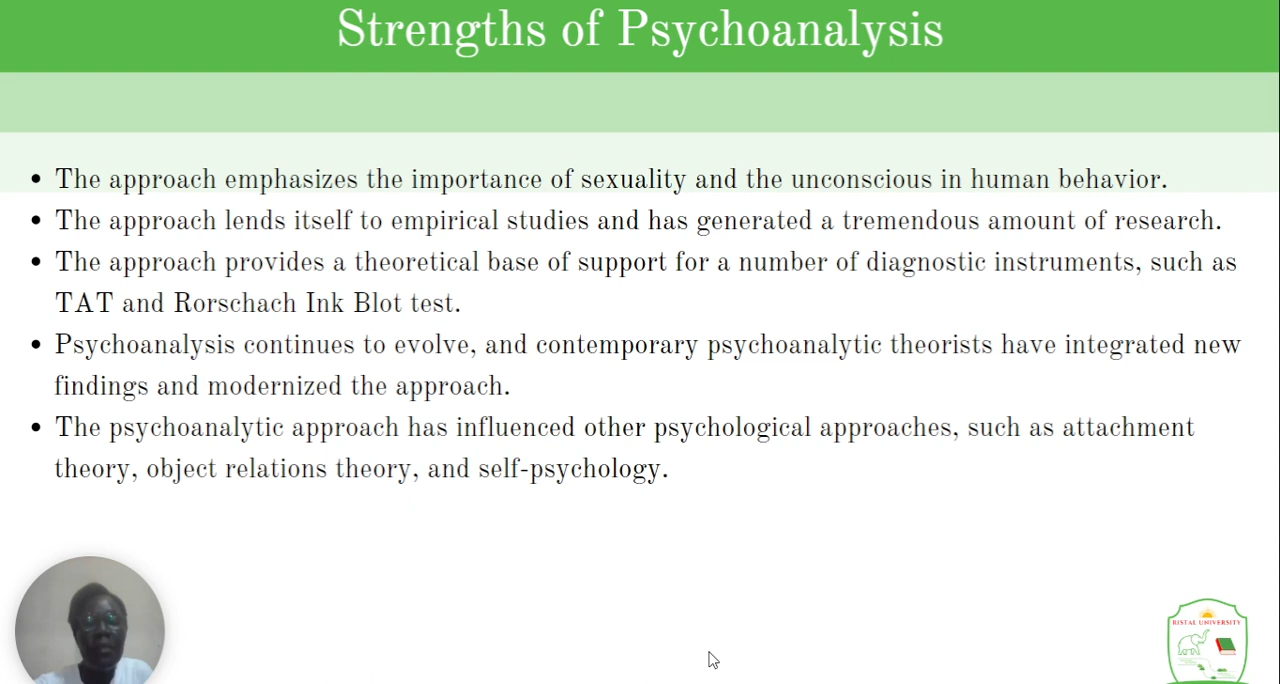 Strengths of Psychoanalysis
• The approach emphasizes the importance of sexuality and the unconscious in human behavior.
• The approach lends itself to empirical studies and has generated a tremendous amount of research.
• The approach provides a theoretical base of support for a number of diagnostic instruments, such as
TAT and Rorschach Ink Blot test.
• Psychoanalysis continues to evolve, and contemporary psychoanalytic theorists have integrated new
findings and modernized the approach.
• The psychoanalytic approach has influenced other psychological approaches, such as attachment
theory, object relations theory, and self-psychology.
RISTAL UNIVERSITY